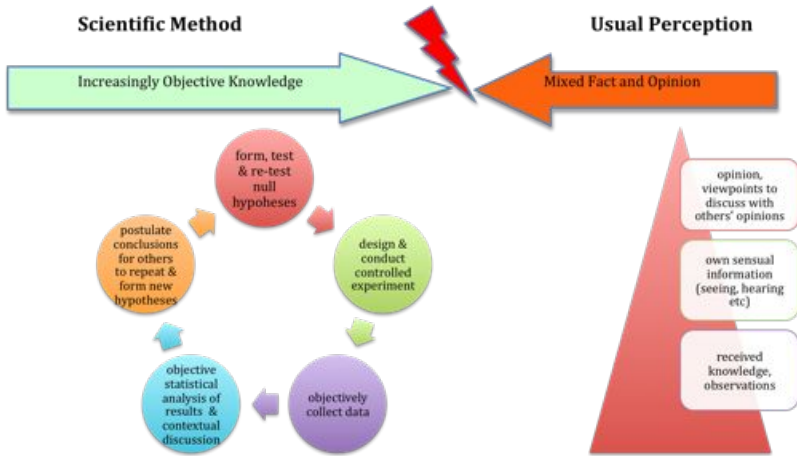 Scientific Method
Usual Perception
Increasingly Objective Knowledge
Mixed Fact and Opinion
form, test
& re-test
null
hypoheses
design &
conduct
controlled
experiment
objectively
collect data
objective
statistical
analysis of
results &
contextual
discussion
postulate
conclusions
for others
to repeat &
form new
hypotheses
opinion,
viewpoints to
discuss with
others' opinions
own sensual
information
(seeing, hearing
etc)
received
knowledge,
observations